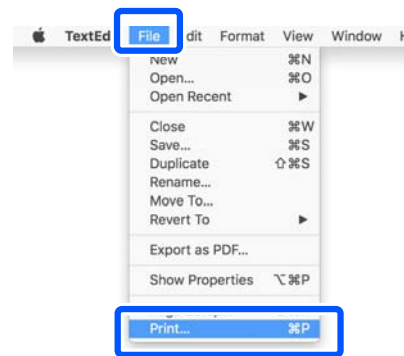 TextEd File dit Format View Window H
New ⌘N
Open... ⌘O
Open Recent ▶
Close ⌘W
Save... ⌘S
Duplicate ⇧⌘S
Rename...
Move To...
Revert To ▶
Export as PDF...
Show Properties ⌥⌘P
Print... ⌘P